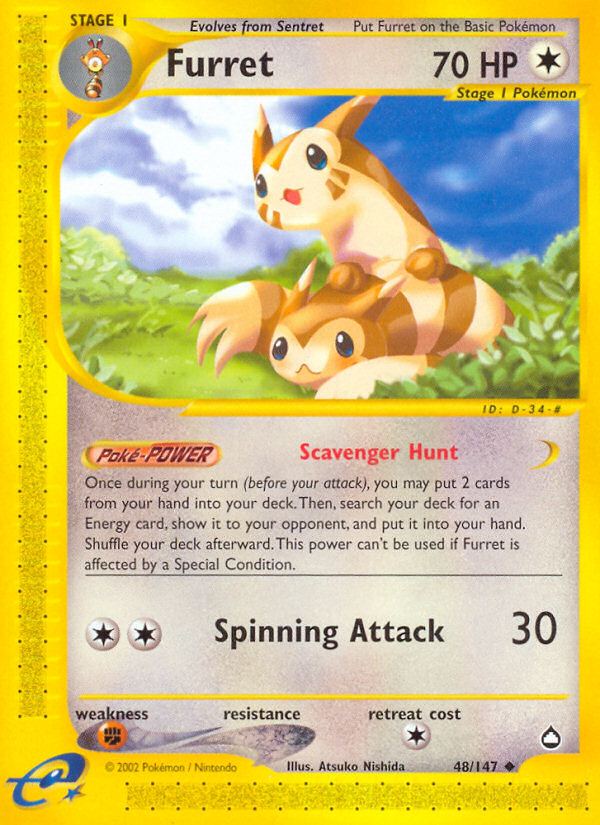 STAGE 1
Evolves from Sentret
Put Furret on the Basic Pokémon
Furret
70 HP
Stage 1 Pokémon
ID: D-34-#
Poké-POWER
Scavenger Hunt
Once during your turn (before your attack), you may put 2 cards
from your hand into your deck. Then, search your deck for an
Energy card, show it to your opponent, and put it into your hand.
Shuffle your deck afterward. This power can't be used if Furret is
affected by a Special Condition.
Spinning Attack
30
weakness
resistance
retreat cost
© 2002 Pokémon / Nintendo
Illus. Atsuko Nishida
48/147
e